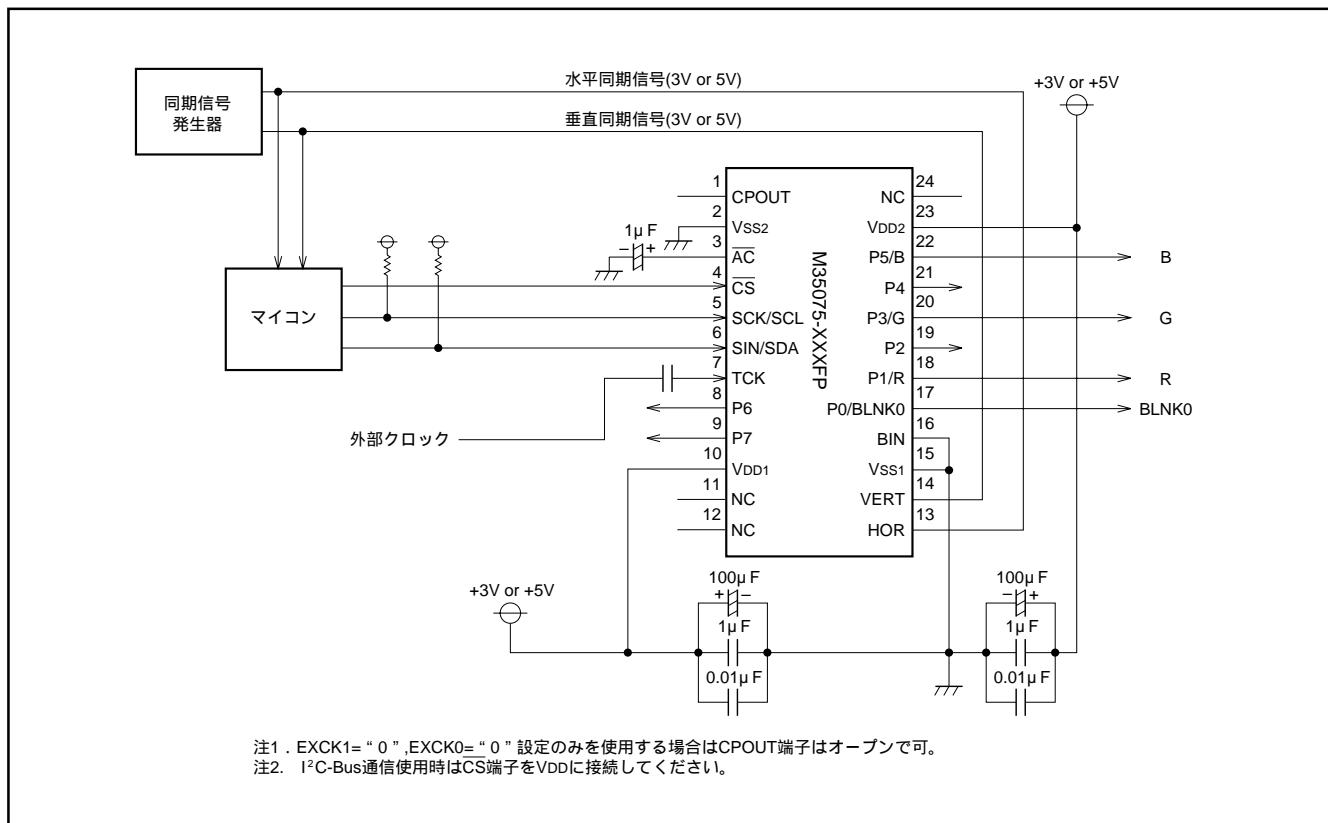 同期信号
発生器
水平同期信号(3V or 5V)
垂直同期信号(3V or 5V)
+3V or +5V
マイコン
外部クロック
1μF
− +
M35075-XXXFP
1 CPOUT
2 VSS2
3 AC
4 CS
5 SCK/SCL
6 SIN/SDA
7 TCK
8 P6
9 P7
10 VDD1
11 NC
12 NC
24 NC
23 VDD2
22 P5/B
21 P4
20 P3/G
19 P2
18 P1/R
17 P0/BLNK0
16 BIN
15 VSS1
14 VERT
13 HOR
B
G
R
BLNK0
+3V or +5V
100μF
+ −
1μF
0.01μF
100μF
− +
1μF
0.01μF
注1．EXCK1=“0”,EXCK0=“0”設定のみを使用する場合はCPOUT端子はオープンで可。
注2. I²C-Bus通信使用時はCS端子をVDDに接続してください。